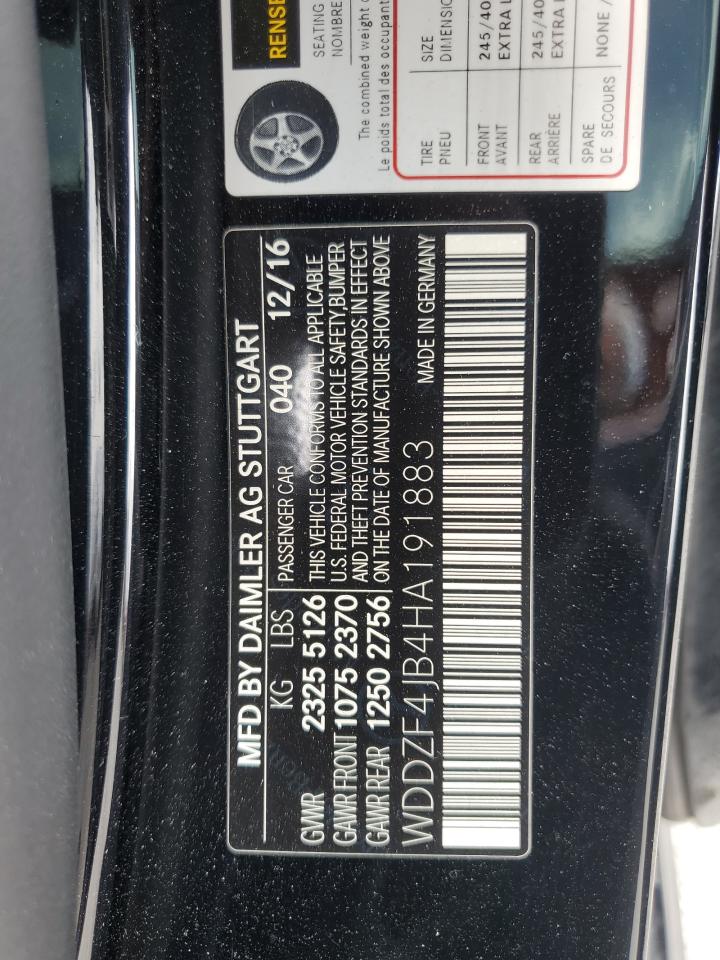 MFD BY DAIMLER AG STUTTGART
KG LBS PASSENGER CAR 040 12/16
GVWR 2325 5126 THIS VEHICLE CONFORMS TO ALL APPLICABLE
GAWR FRONT 1075 2370 U.S. FEDERAL MOTOR VEHICLE SAFETY, BUMPER
GAWR REAR 1250 2756 AND THEFT PREVENTION STANDARDS IN EFFECT
ON THE DATE OF MANUFACTURE SHOWN ABOVE
WDDZF4JB4HA191883 MADE IN GERMANY
SEATING
NOMBRE
The combined weight
Le poids total des occupant
TIRE SIZE
PNEU
FRONT 245/40
AVANT EXTRA
REAR 245/40
ARRIÈRE EXTRA
SPARE NONE /
DE SECOURS